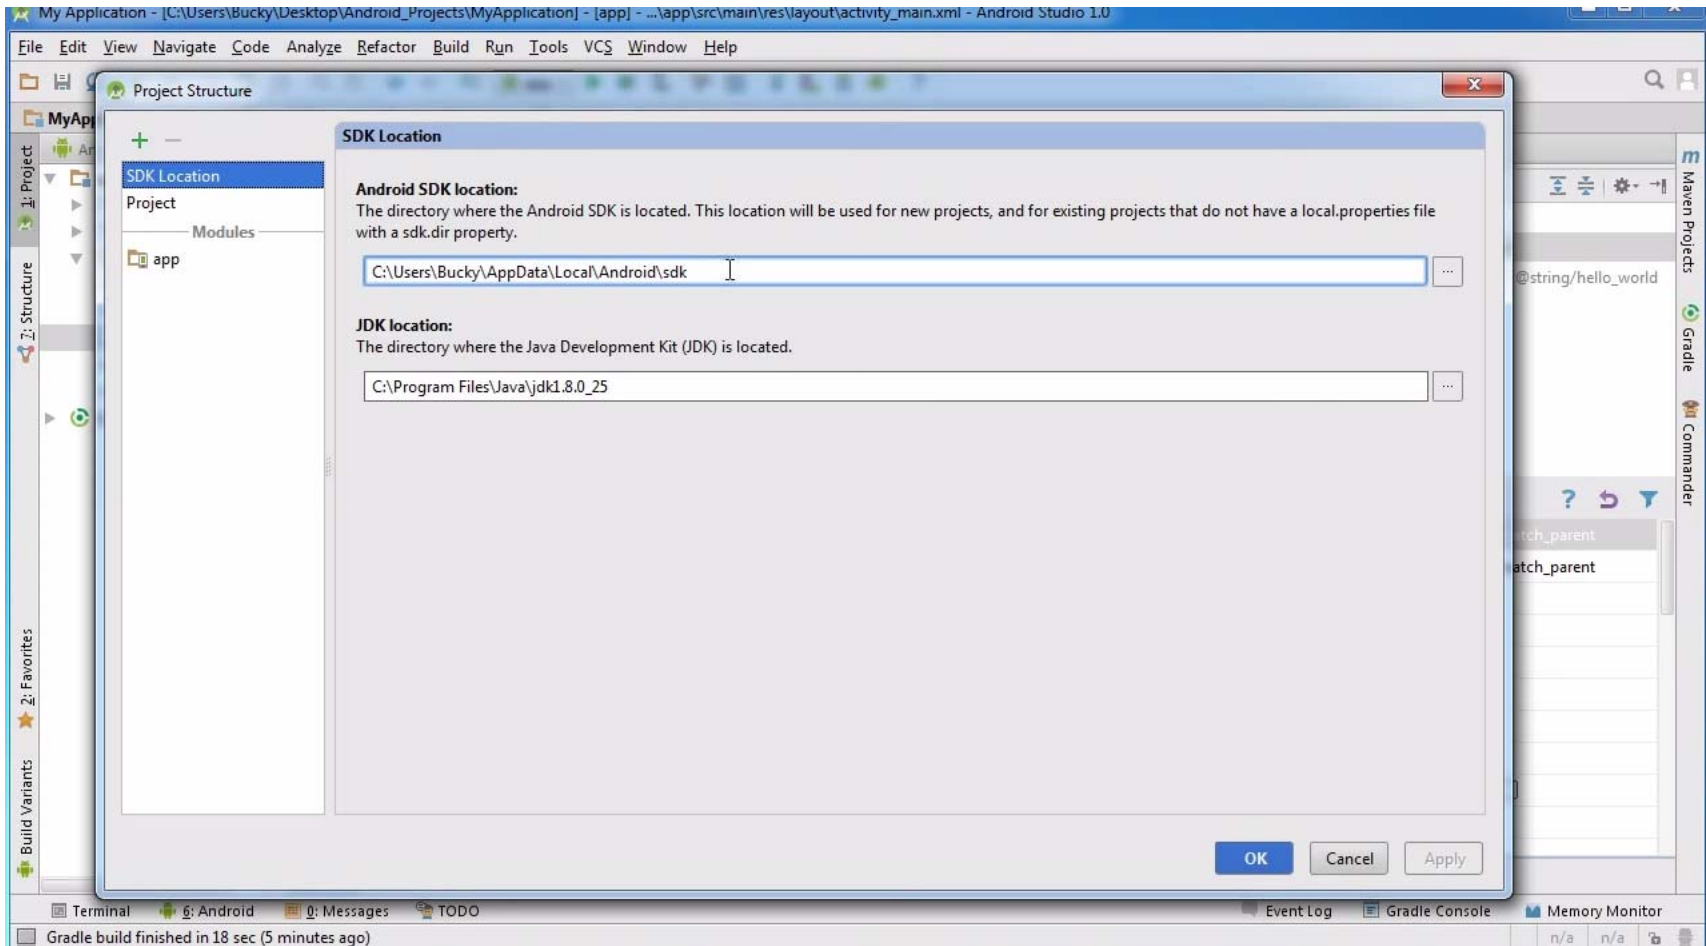 My Application - [C:\Users\Bucky\Desktop\Android_Projects\MyApplication] - [app] - ...\app\src\main\res\layout\activity_main.xml - Android Studio 1.0
File Edit View Navigate Code Analyze Refactor Build Run Tools VCS Window Help
Project Structure
MyApp
SDK Location
SDK Location
Project
Modules
app
Android SDK location:
The directory where the Android SDK is located. This location will be used for new projects, and for existing projects that do not have a local.properties file
with a sdk.dir property.
C:\Users\Bucky\AppData\Local\Android\sdk
...
JDK location:
The directory where the Java Development Kit (JDK) is located.
C:\Program Files\Java\jdk1.8.0_25
...
OK Cancel Apply
1: Project
7: Structure
2: Favorites
Build Variants
@string/hello_world
atch_parent
atch_parent
Maven Projects
Gradle
Commander
Terminal 6: Android 0: Messages TODO Event Log Gradle Console Memory Monitor
Gradle build finished in 18 sec (5 minutes ago) n/a n/a